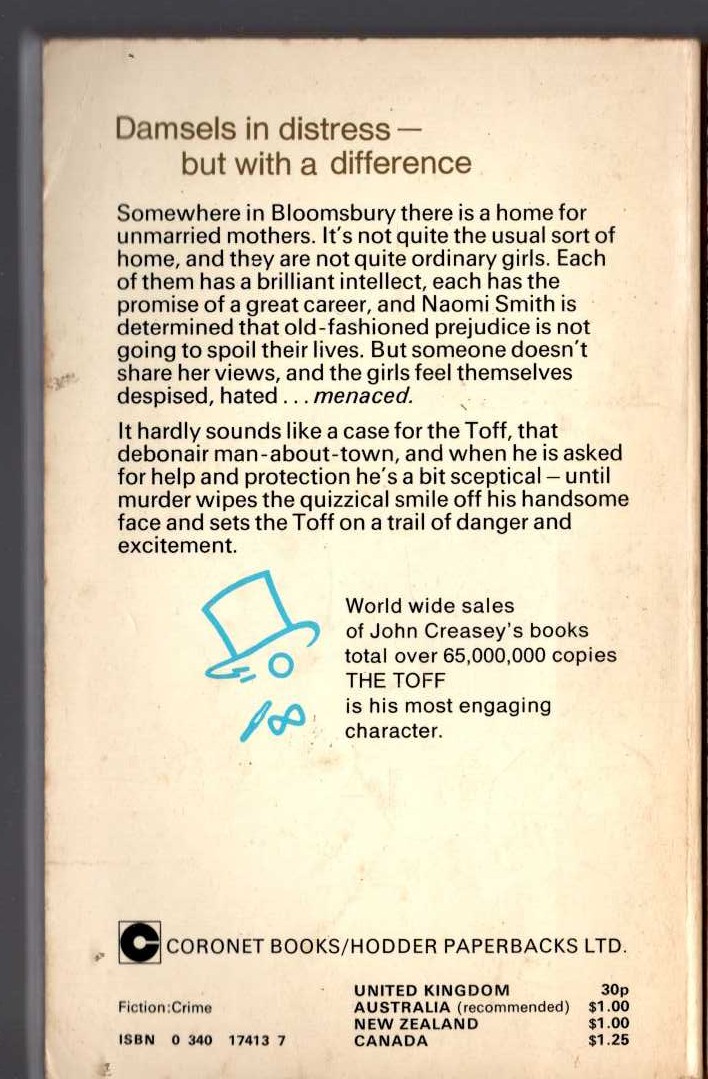 Damsels in distress —
but with a difference
Somewhere in Bloomsbury there is a home for
unmarried mothers. It's not quite the usual sort of
home, and they are not quite ordinary girls. Each
of them has a brilliant intellect, each has the
promise of a great career, and Naomi Smith is
determined that old-fashioned prejudice is not
going to spoil their lives. But someone doesn't
share her views, and the girls feel themselves
despised, hated . . . menaced.
It hardly sounds like a case for the Toff, that
debonair man-about-town, and when he is asked
for help and protection he's a bit sceptical — until
murder wipes the quizzical smile off his handsome
face and sets the Toff on a trail of danger and
excitement.
World wide sales
of John Creasey's books
total over 65,000,000 copies
THE TOFF
is his most engaging
character.
CORONET BOOKS/HODDER PAPERBACKS LTD.
UNITED KINGDOM 30p
Fiction:Crime AUSTRALIA (recommended) $1.00
NEW ZEALAND $1.00
ISBN 0 340 17413 7 CANADA $1.25